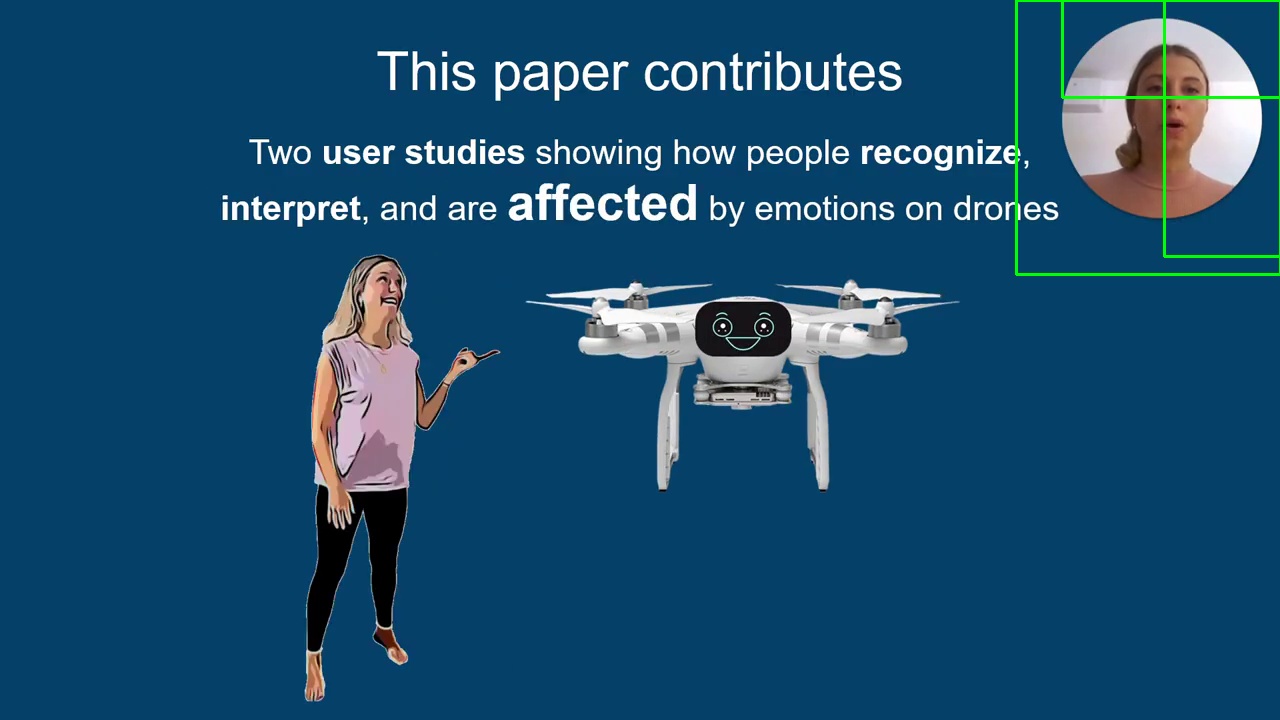 This paper contributes
Two user studies showing how people recognize,
interpret, and are affected by emotions on drones